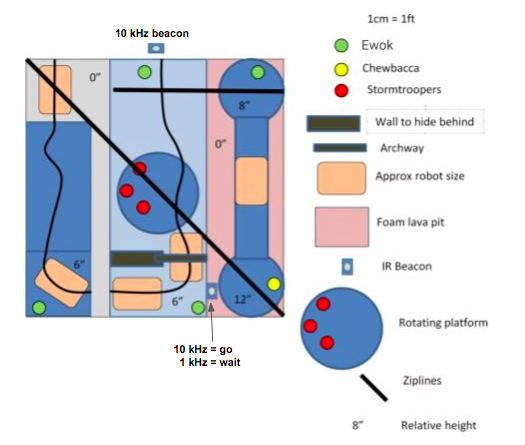 1cm = 1ft
10 kHz beacon
Ewok
Chewbacca
Stormtroopers
0"
8"
Wall to hide behind
0"
Archway
Approx robot size
Foam lava pit
6"
IR Beacon
6"
12"
Rotating platform
10 kHz = go
1 kHz = wait
Ziplines
8" Relative height